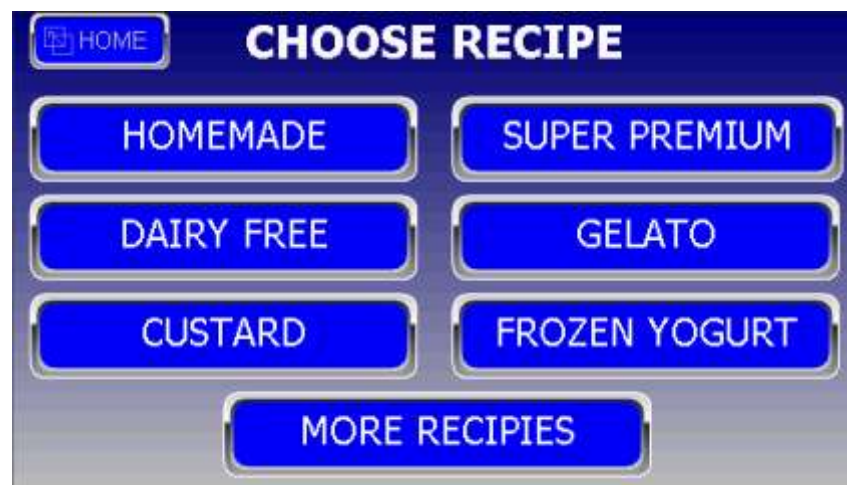 HOME
CHOOSE RECIPE
HOMEMADE
SUPER PREMIUM
DAIRY FREE
GELATO
CUSTARD
FROZEN YOGURT
MORE RECIPIES